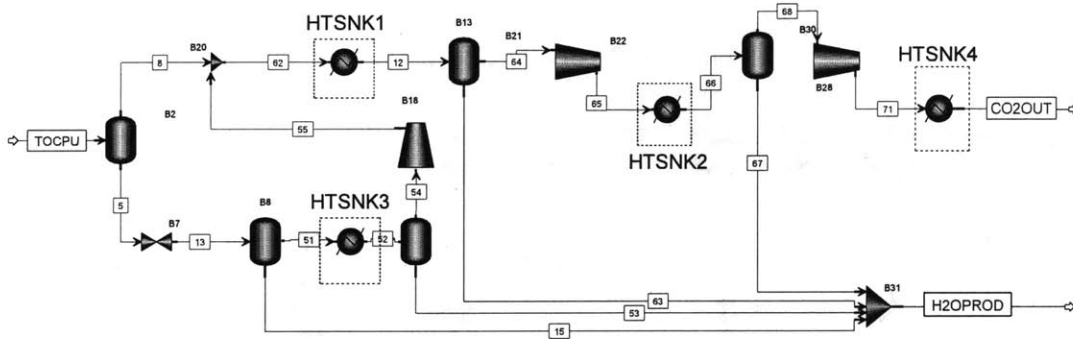 HTSNK1
B13
68
B20
8
62
12
B21
64
B22
B30
HTSNK4
66
B28
B2
B18
65
71
CO2OUT
TOCPU
55
HTSNK2
67
5
54
HTSNK3
B7
B8
13
51
52
B31
63
H2OPROD
53
15